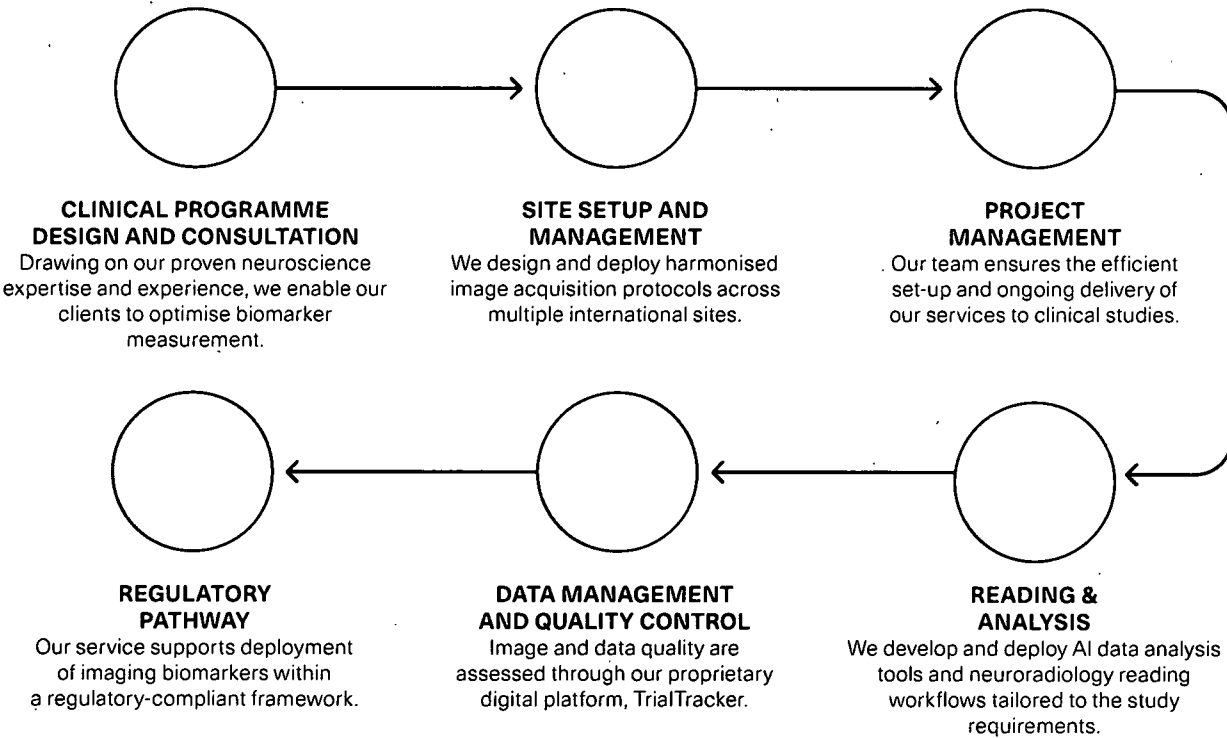 CLINICAL PROGRAMME
DESIGN AND CONSULTATION
Drawing on our proven neuroscience
expertise and experience, we enable our
clients to optimise biomarker
measurement.
SITE SETUP AND
MANAGEMENT
We design and deploy harmonised
image acquisition protocols across
multiple international sites.
PROJECT
MANAGEMENT
Our team ensures the efficient
set-up and ongoing delivery of
our services to clinical studies.
READING &
ANALYSIS
We develop and deploy AI data analysis
tools and neuroradiology reading
workflows tailored to the study
requirements.
DATA MANAGEMENT
AND QUALITY CONTROL
Image and data quality are
assessed through our proprietary
digital platform, TrialTracker.
REGULATORY
PATHWAY
Our service supports deployment
of imaging biomarkers within
a regulatory-compliant framework.